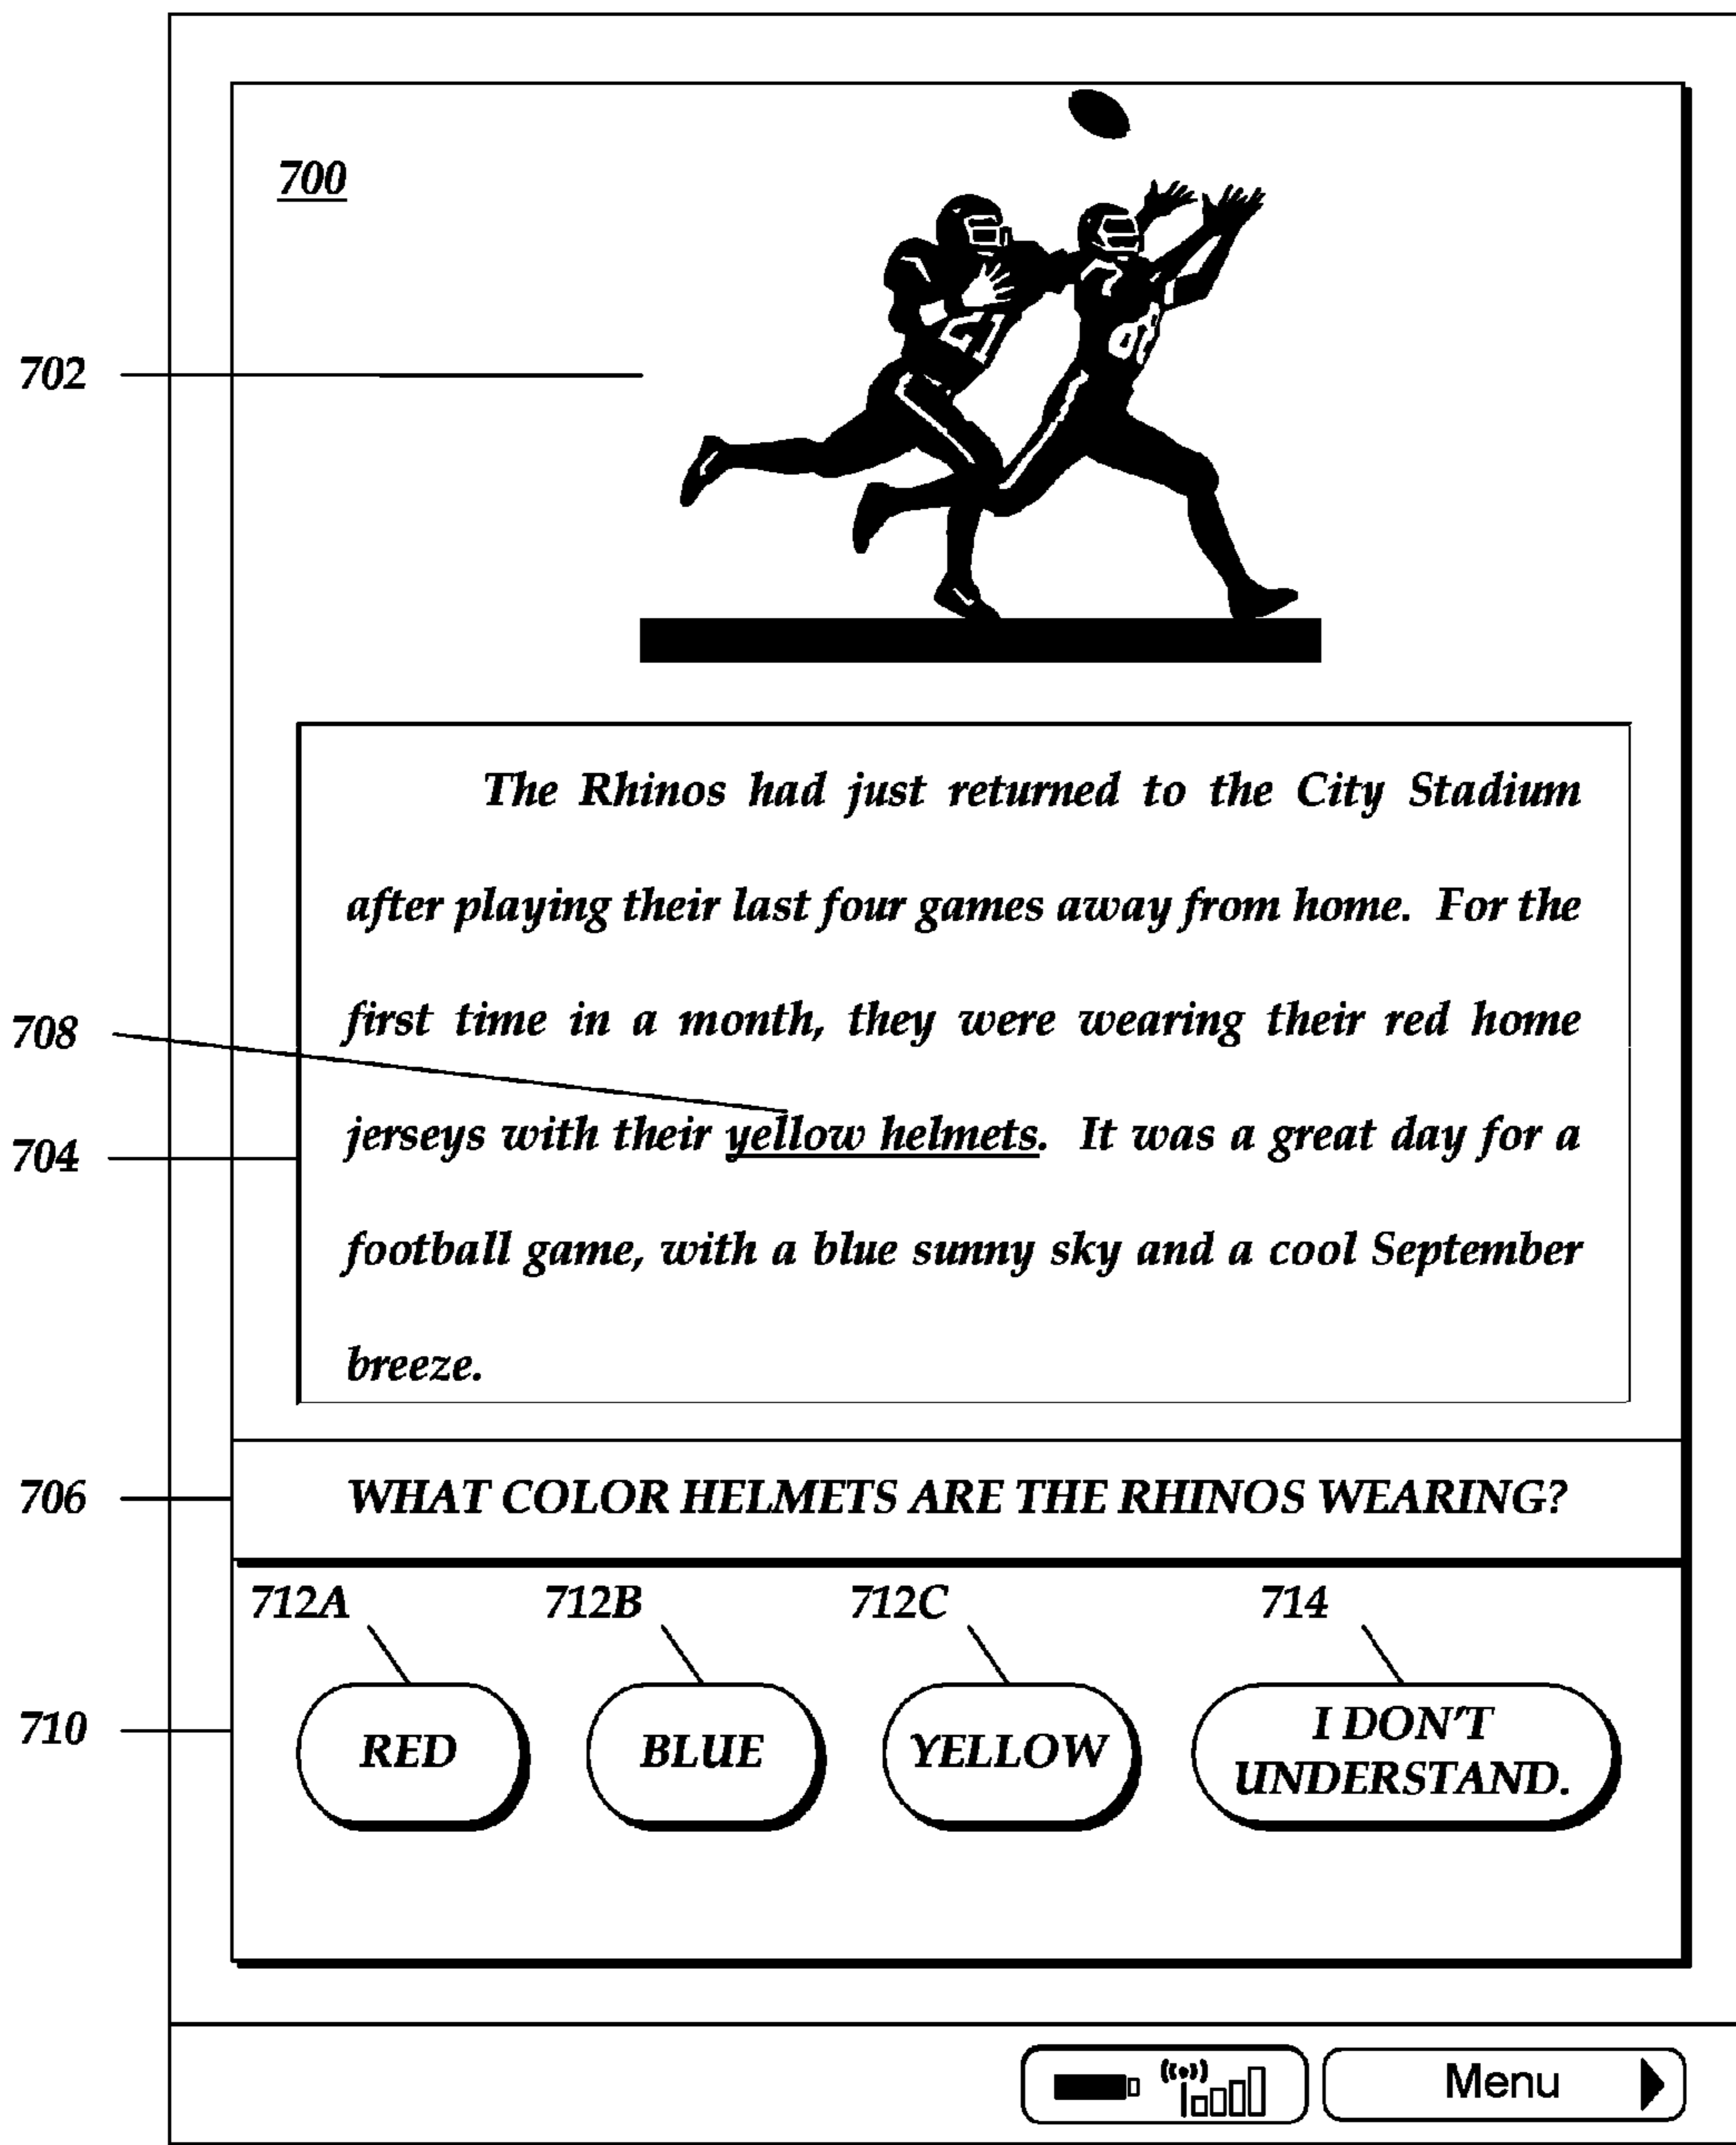 700
702
The Rhinos had just returned to the City Stadium
after playing their last four games away from home. For the
first time in a month, they were wearing their red home
708
jerseys with their yellow helmets. It was a great day for a
704
football game, with a blue sunny sky and a cool September
breeze.
706 WHAT COLOR HELMETS ARE THE RHINOS WEARING?
712A 712B 712C 714
710
RED BLUE YELLOW I DON'T
UNDERSTAND.
Menu